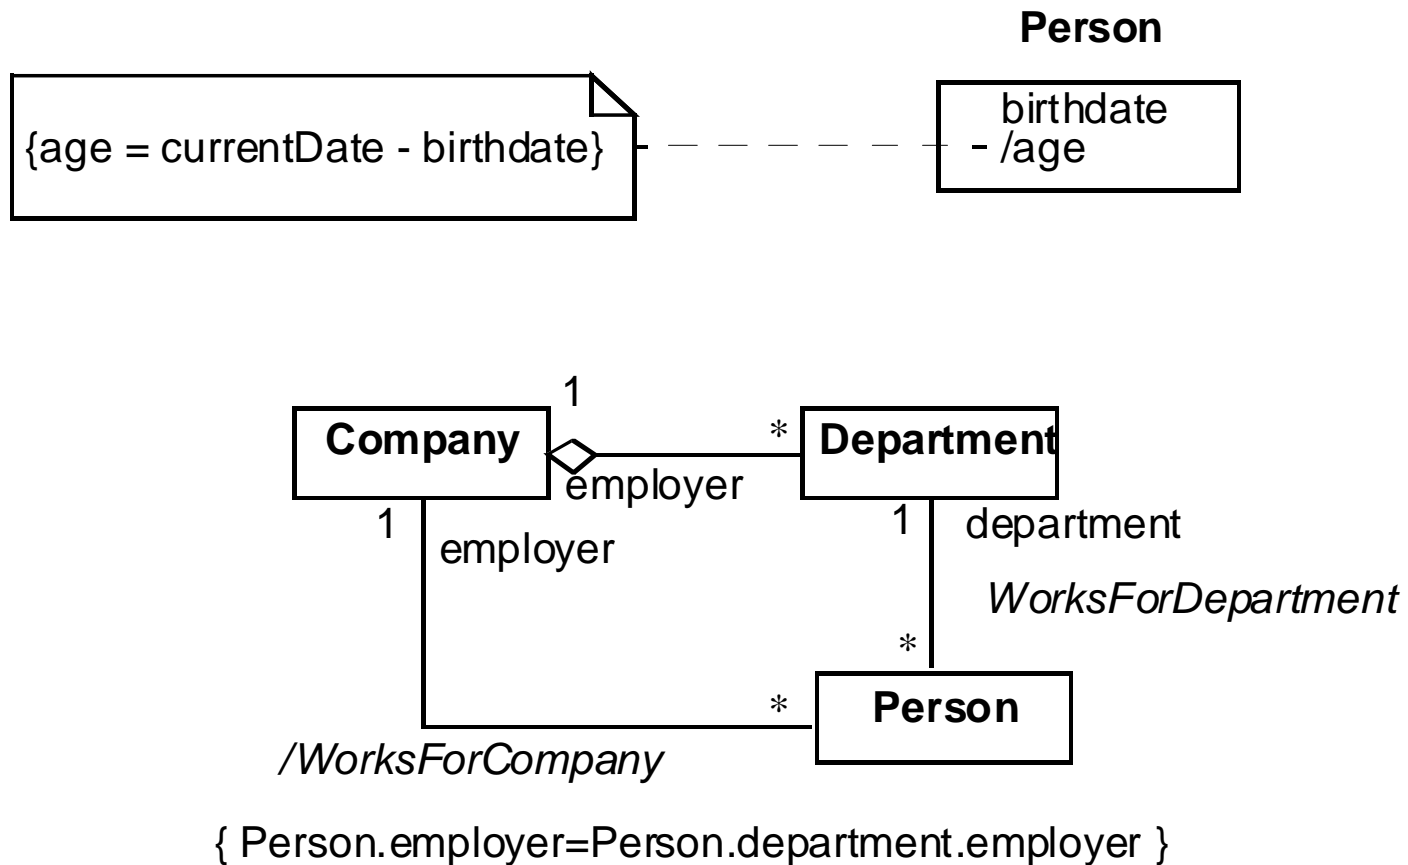 Person
{age = currentDate - birthdate}
birthdate
/age
1
Company
*
Department
employer
1
employer
1
department
WorksForDepartment
*
*
Person
/WorksForCompany
{ Person.employer=Person.department.employer }